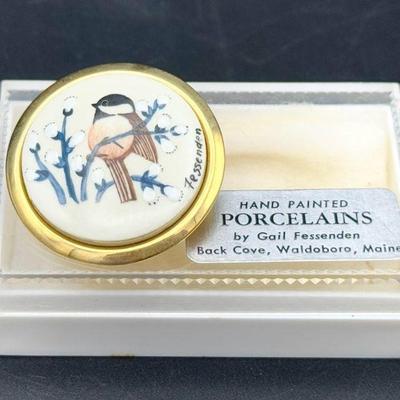 Fessenden
HAND PAINTED
PORCELAINS
by Gail Fessenden
Back Cove, Waldoboro, Maine